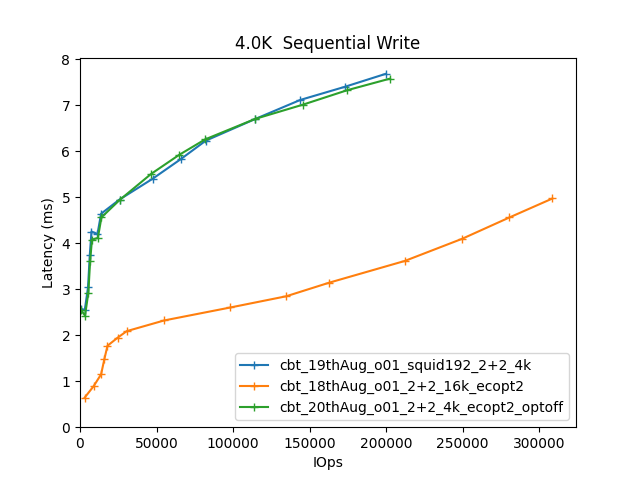 4.0K  Sequential Write
8
7
6
5
4
3
2
1
0
Latency (ms)
0 50000 100000 150000 200000 250000 300000
IOps
cbt_19thAug_o01_squid192_2+2_4k
cbt_18thAug_o01_2+2_16k_ecopt2
cbt_20thAug_o01_2+2_4k_ecopt2_optoff